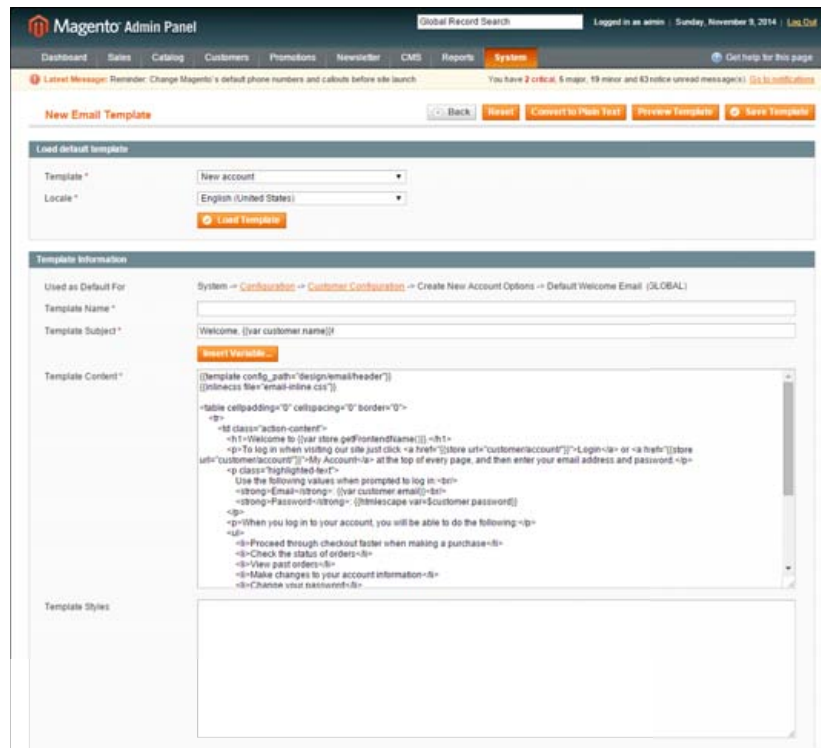 Magento Admin Panel
Global Record Search
Logged in as admin | Sunday, November 9, 2014 | Log Out
Dashboard Sales Catalog Customers Promotions Newsletter CMS Reports System
Get help for this page
Latest Message: Reminder: Change Magento's default phone numbers and callouts before site launch
You have 2 critical, 5 major, 19 minor and 63 notice unread message(s). Go to notifications
New Email Template
Back Reset Convert to Plain Text Preview Template Save Template
Load default template
Template * New account
Locale * English (United States)
Load Template
Template Information
Used as Default For System -> Configuration -> Customer Configuration -> Create New Account Options -> Default Welcome Email (GLOBAL)
Template Name *
Template Subject * Welcome, {{var customer.name}}!
Insert Variable...
Template Content * {{template config_path="design/email/header"}}
{{inlinecss file="email-inline.css"}}
<table cellpadding="0" cellspacing="0" border="0">
<tr>
<td class="action-content">
<h1>Welcome to {{var store.getFrontendName()}}.</h1>
<p>To log in when visiting our site just click <a href="{{store url="customer/account/"}}">Login</a> or <a href="{{store
url="customer/account/"}}">My Account</a> at the top of every page, and then enter your email address and password.</p>
<p class="highlighted-text">
Use the following values when prompted to log in:<br/>
<strong>Email</strong>: {{var customer.email}}<br/>
<strong>Password</strong>: {{htmlescape var=$customer.password}}
</p>
<p>When you log in to your account, you will be able to do the following:</p>
<ul>
<li>Proceed through checkout faster when making a purchase</li>
<li>Check the status of orders</li>
<li>View past orders</li>
<li>Make changes to your account information</li>
<li>Change your password</li>
Template Styles